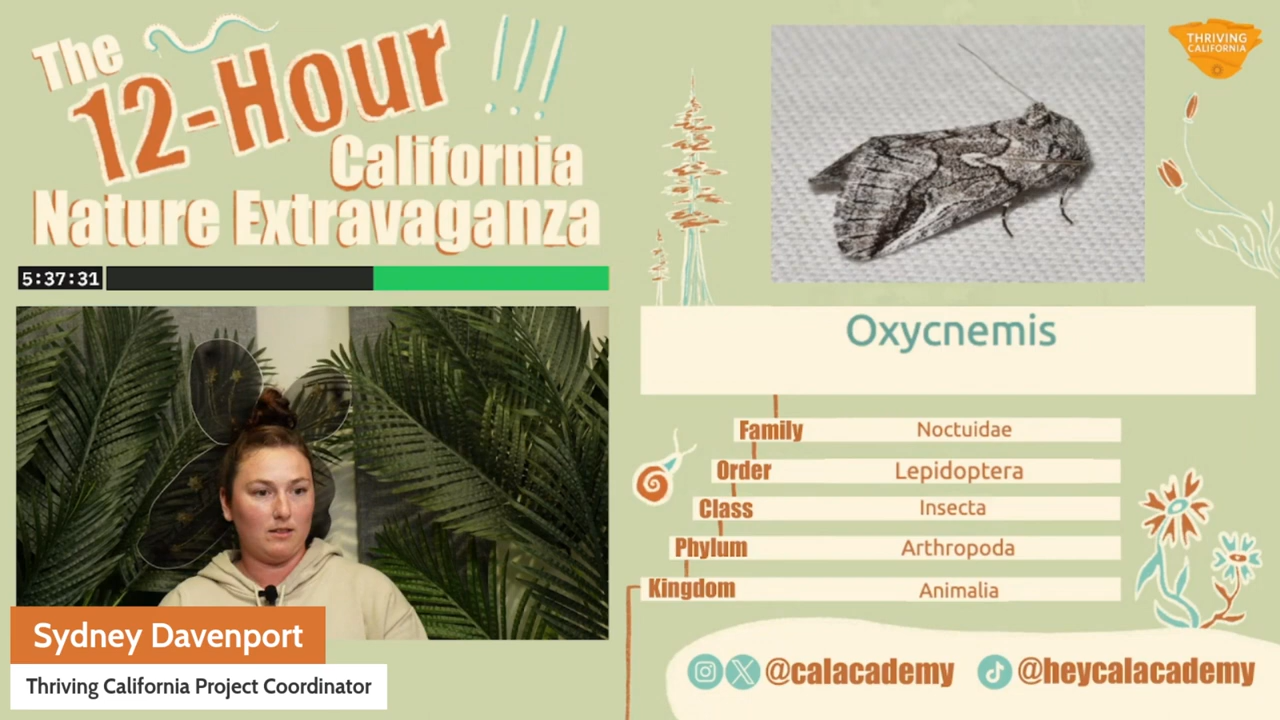 The
12-Hour
!!!
California
Nature Extravaganza
5:37:31
THRIVING
CALIFORNIA
Oxycnemis
Family Noctuidae
Order Lepidoptera
Class Insecta
Phylum Arthropoda
Kingdom Animalia
Sydney Davenport
Thriving California Project Coordinator
@calacademy @heycalacademy